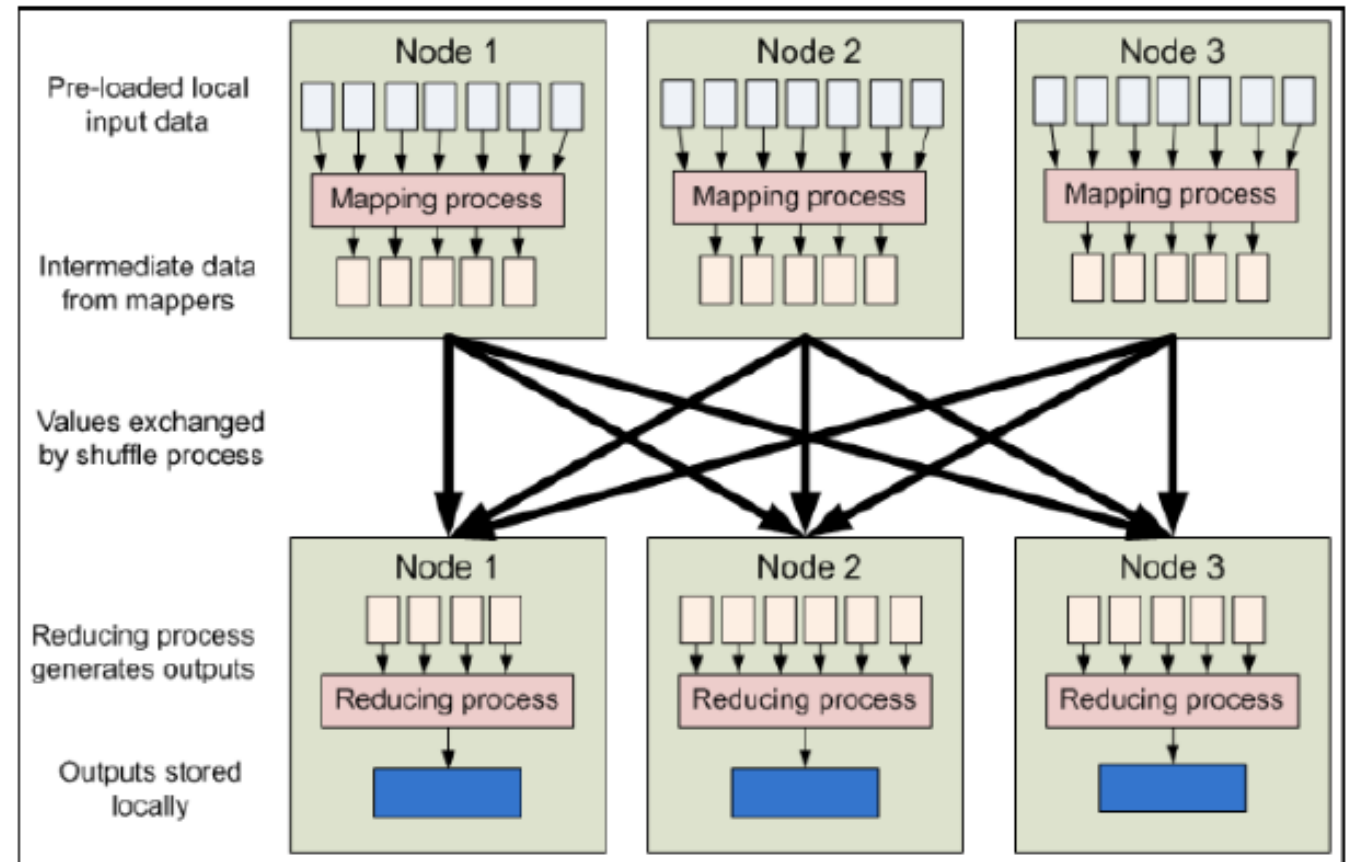 Node 1
Node 2
Node 3
Pre-loaded local
input data
Mapping process
Mapping process
Mapping process
Intermediate data
from mappers
Values exchanged
by shuffle process
Node 1
Node 2
Node 3
Reducing process
generates outputs
Reducing process
Reducing process
Reducing process
Outputs stored
locally